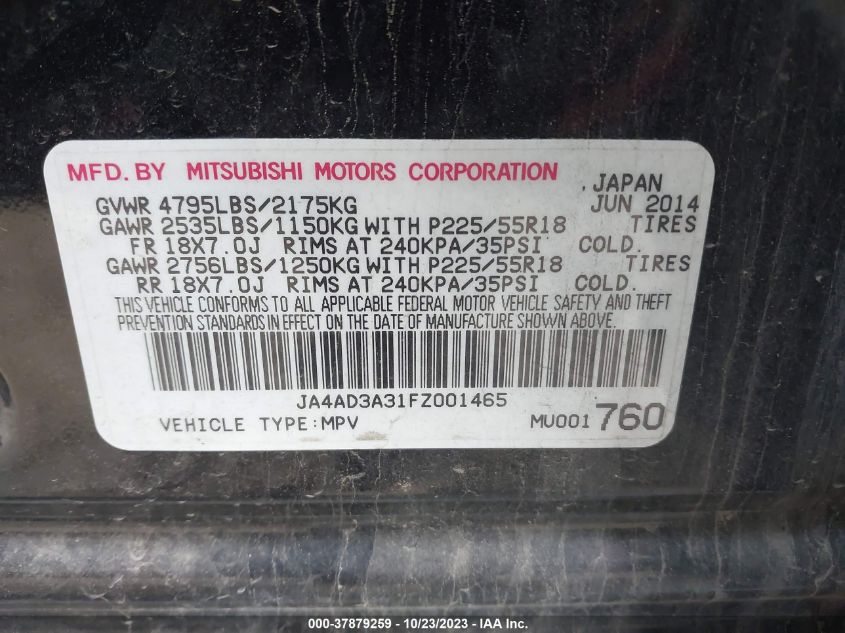 MFD. BY MITSUBISHI MOTORS CORPORATION
. JAPAN
GVWR 4795LBS/2175KG JUN 2014
GAWR 2535LBS/1150KG WITH P225/55R18 TIRES
FR 18X7.0J RIMS AT 240KPA/35PSI COLD.
GAWR 2756LBS/1250KG WITH P225/55R18 TIRES
RR 18X7.0J RIMS AT 240KPA/35PSI COLD.
THIS VEHICLE CONFORMS TO ALL APPLICABLE FEDERAL MOTOR VEHICLE SAFETY AND THEFT
PREVENTION STANDARDS IN EFFECT ON THE DATE OF MANUFACTURE SHOWN ABOVE.
JA4AD3A31FZ001465
VEHICLE TYPE:MPV MU001760
000-37879259 - 10/23/2023 - IAA, Inc.